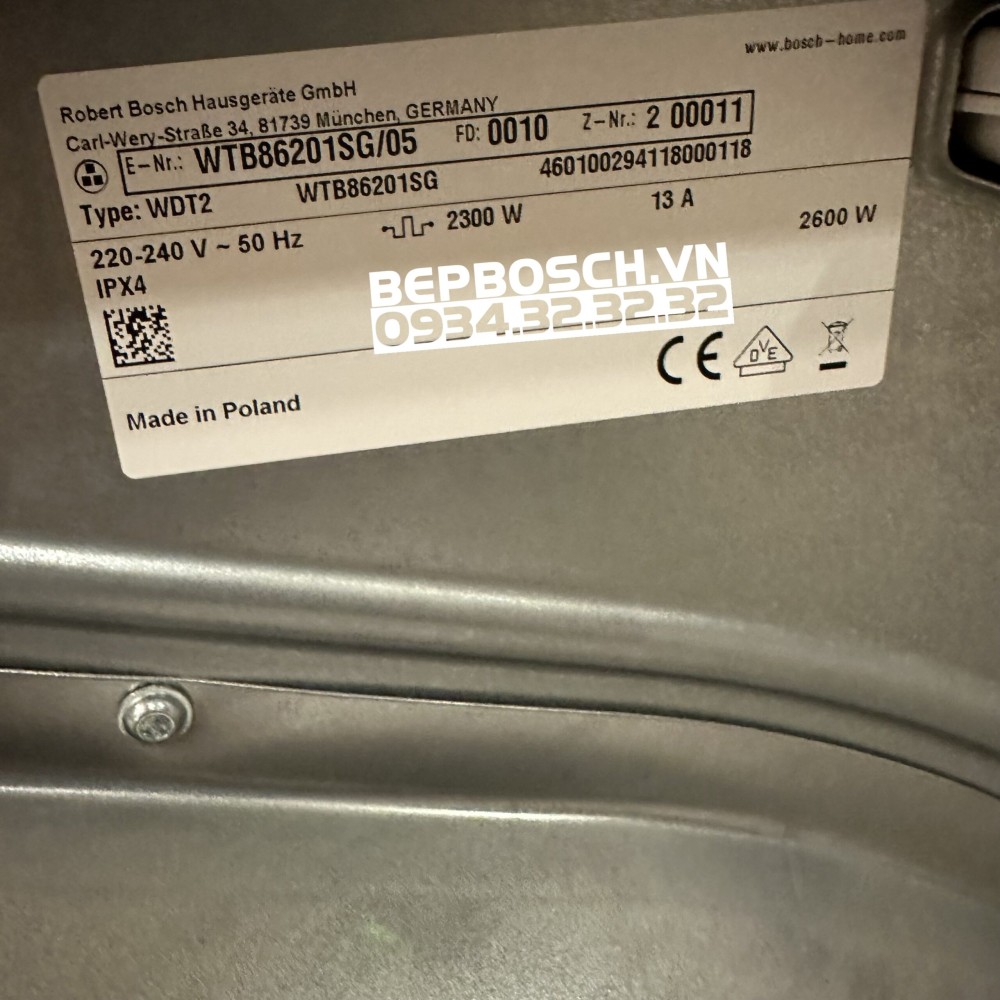 www.bosch-home.com
Robert Bosch Hausgeräte GmbH
Carl-Wery-Straße 34, 81739 München, GERMANY
E-Nr.: WTB86201SG/05 FD: 0010 Z-Nr.: 2 00011
Type: WDT2 WTB86201SG 460100294118000118
220-240 V ~ 50 Hz 2300 W 13 A 2600 W
IPX4
BEPBOSCH.VN
0934.32.32.32
CE DVE
Made in Poland